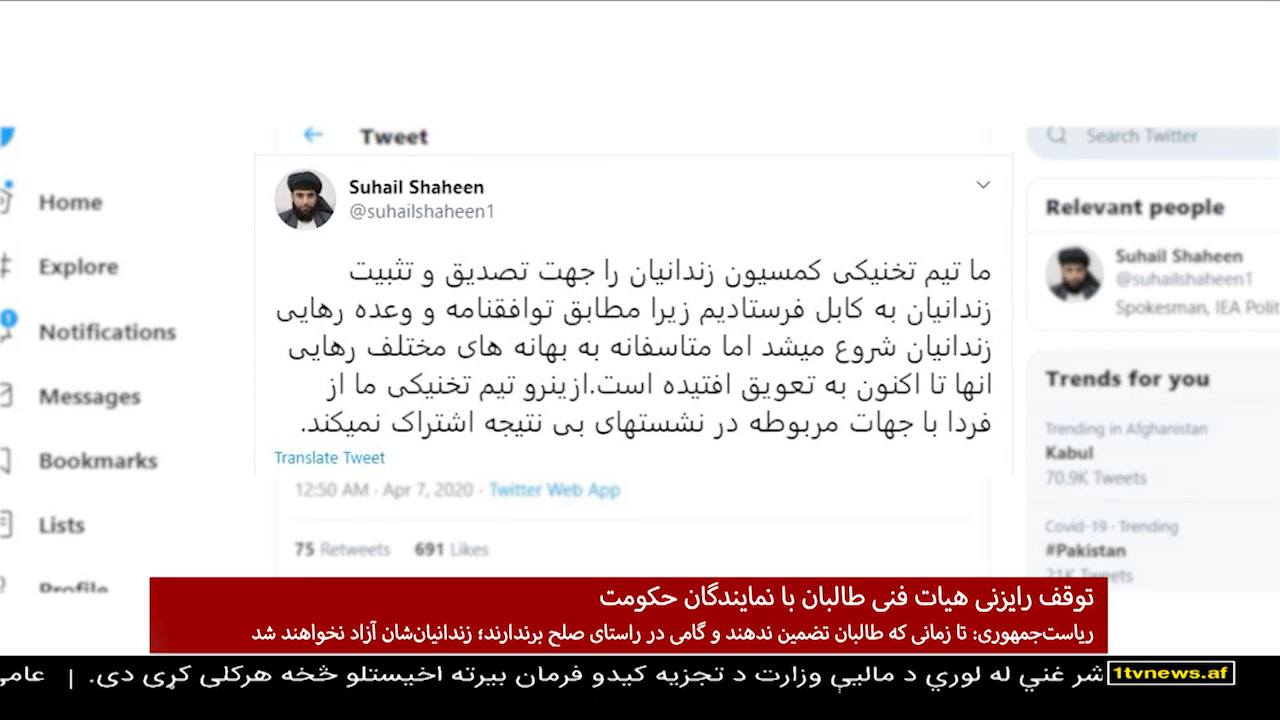 Tweet
Search Twitter
Suhail Shaheen
@suhailshaheen1
ما تیم تخنیکی کمسیون زندانیان را جهت تصدیق و تثبیت
زندانیان به کابل فرستادیم زیرا مطابق توافقنامه و وعده رهایی
زندانیان شروع میشد اما متاسفانه به بهانه های مختلف رهایی
انها تا اکنون به تعویق افتیده است.ازینرو تیم تخنیکی ما از
فردا با جهات مربوطه در نشستهای بی نتیجه اشتراک نمیکند.
Translate Tweet
12:50 AM · Apr 7, 2020 · Twitter Web App
75 Retweets 691 Likes
Home
Explore
1
Notifications
Messages
Bookmarks
Lists
Profile
Relevant people
Suhail Shaheen
@suhailshaheen1
Spokesman, IEA Polit
Trends for you
Trending in Afghanistan
Kabul
70.9K Tweets
Covid-19 · Trending
#Pakistan
21K Tweets
توقف رایزنی هیات فنی طالبان با نمایندگان حکومت
ریاست‌جمهوری: تا زمانی که طالبان تضمین ندهند و گامی در راستای صلح برندارند؛ زندانیان‌شان آزاد نخواهند شد
شر غني له لوري د ماليې وزارت د تجزیه کیدو فرمان بیرته اخیستلو څخه هرکلی کړی دی. | عامې
1tvnews.af